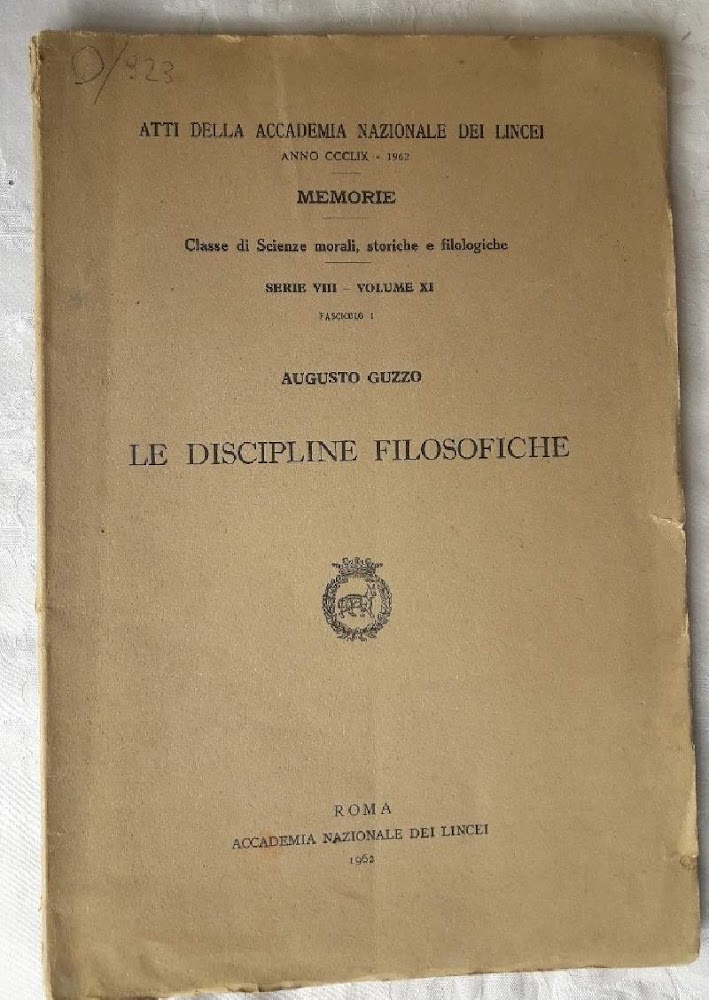 O/923
ATTI DELLA ACCADEMIA NAZIONALE DEI LINCEI
ANNO CCCLIX - 1962
MEMORIE
Classe di Scienze morali, storiche e filologiche
SERIE VIII - VOLUME XI
FASCICOLO 1
AUGUSTO GUZZO
LE DISCIPLINE FILOSOFICHE
ROMA
ACCADEMIA NAZIONALE DEI LINCEI
1962